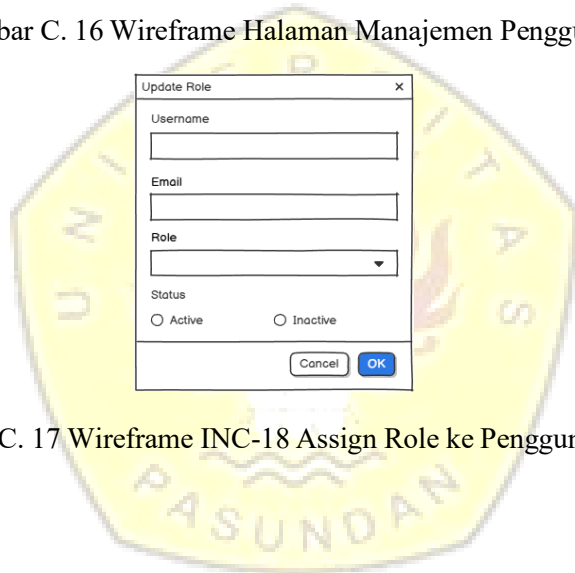 bar C. 16 Wireframe Halaman Manajemen Penggu
Update Role ×
Username
Email
Role
Status
Active Inactive
Cancel OK
C. 17 Wireframe INC-18 Assign Role ke Penggun
UNIVERSITAS
PASUNDAN